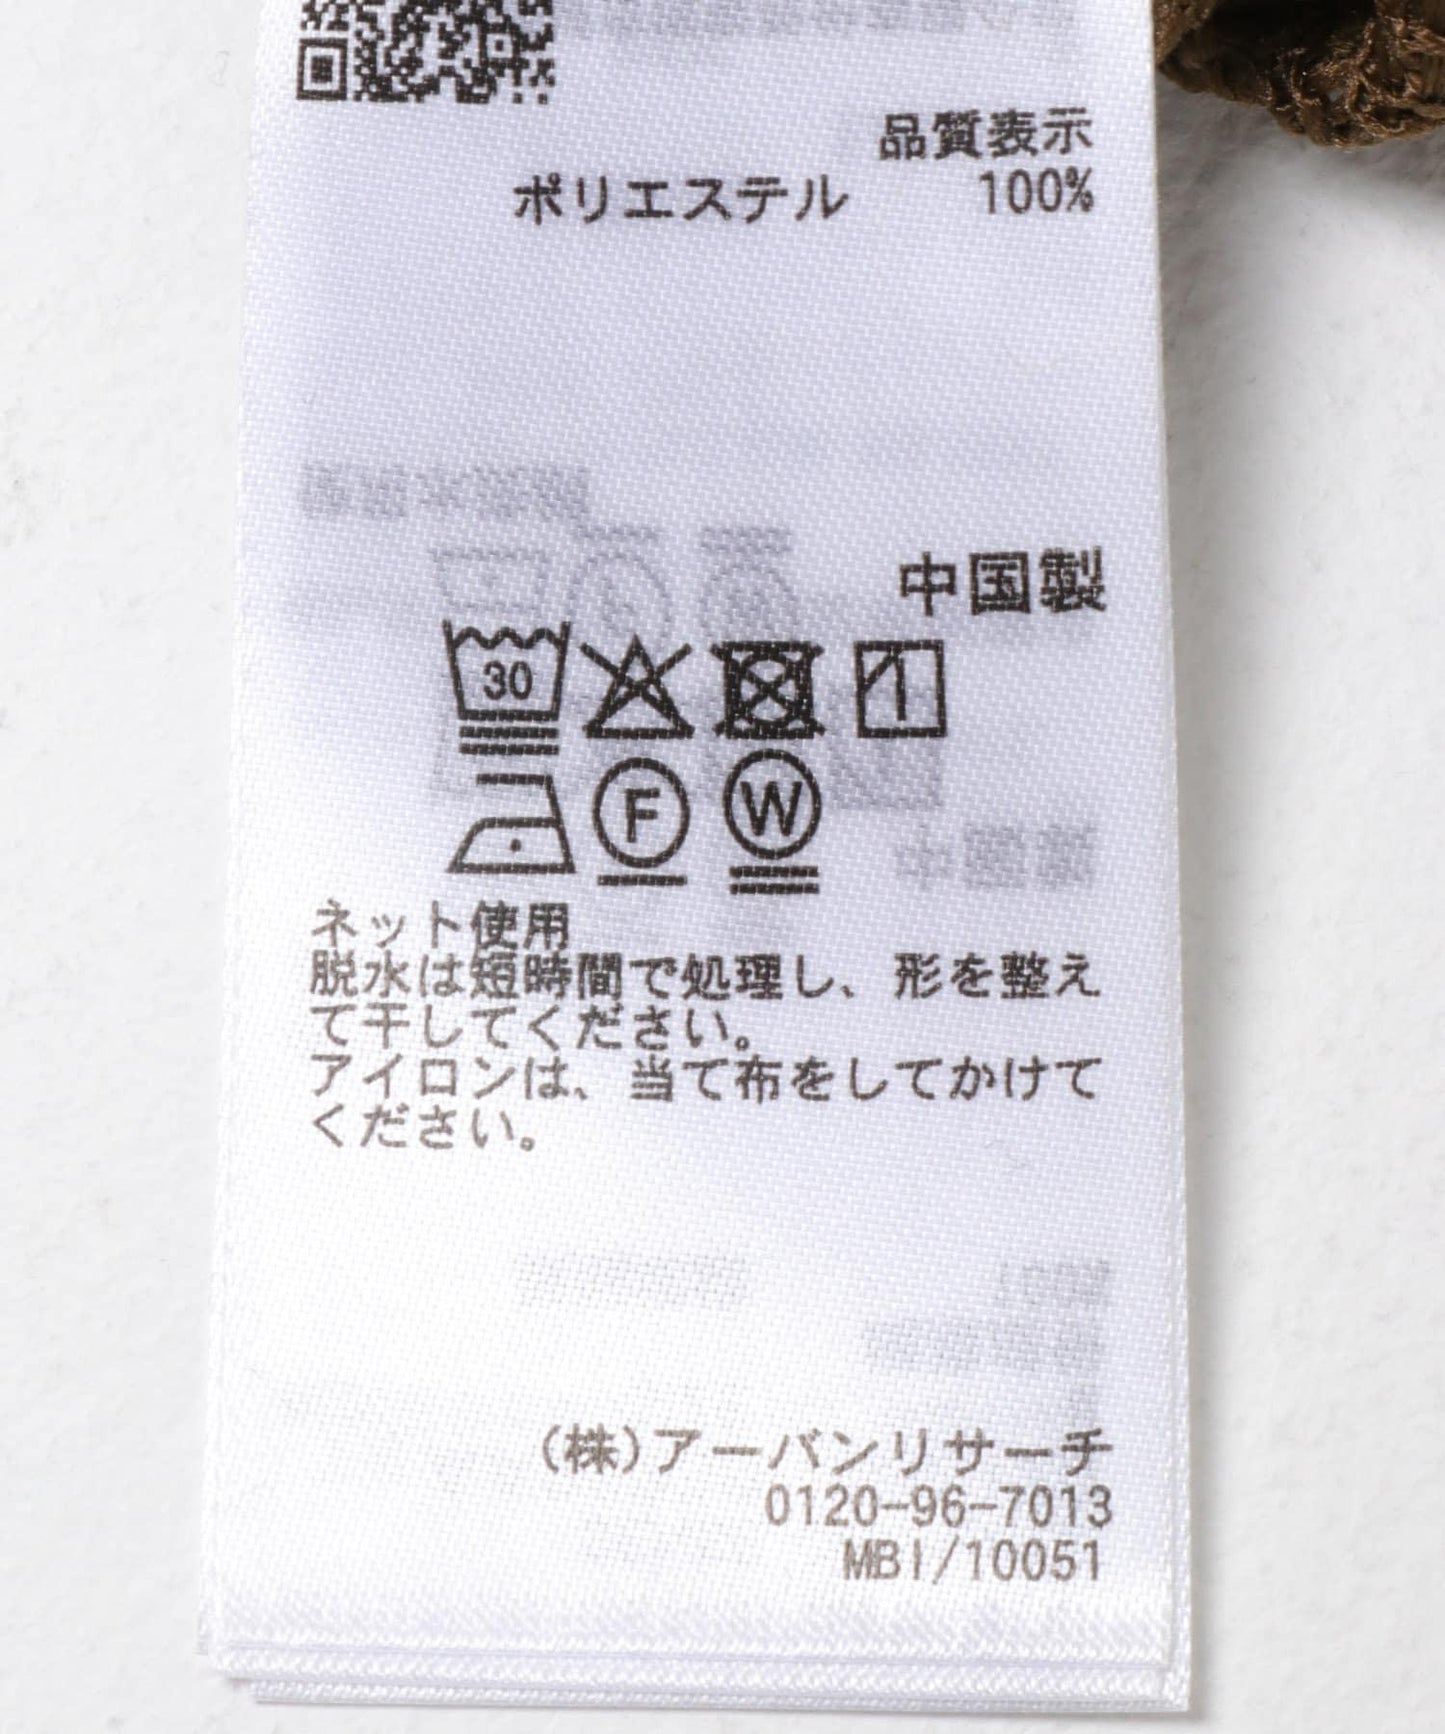 品質表示
ポリエステル 100%
中国製
30
F W
ネット使用
脱水は短時間で処理し、形を整え
て干してください。
アイロンは、当て布をしてかけて
ください。
(株)アーバンリサーチ
0120-96-7013
MBI/10051